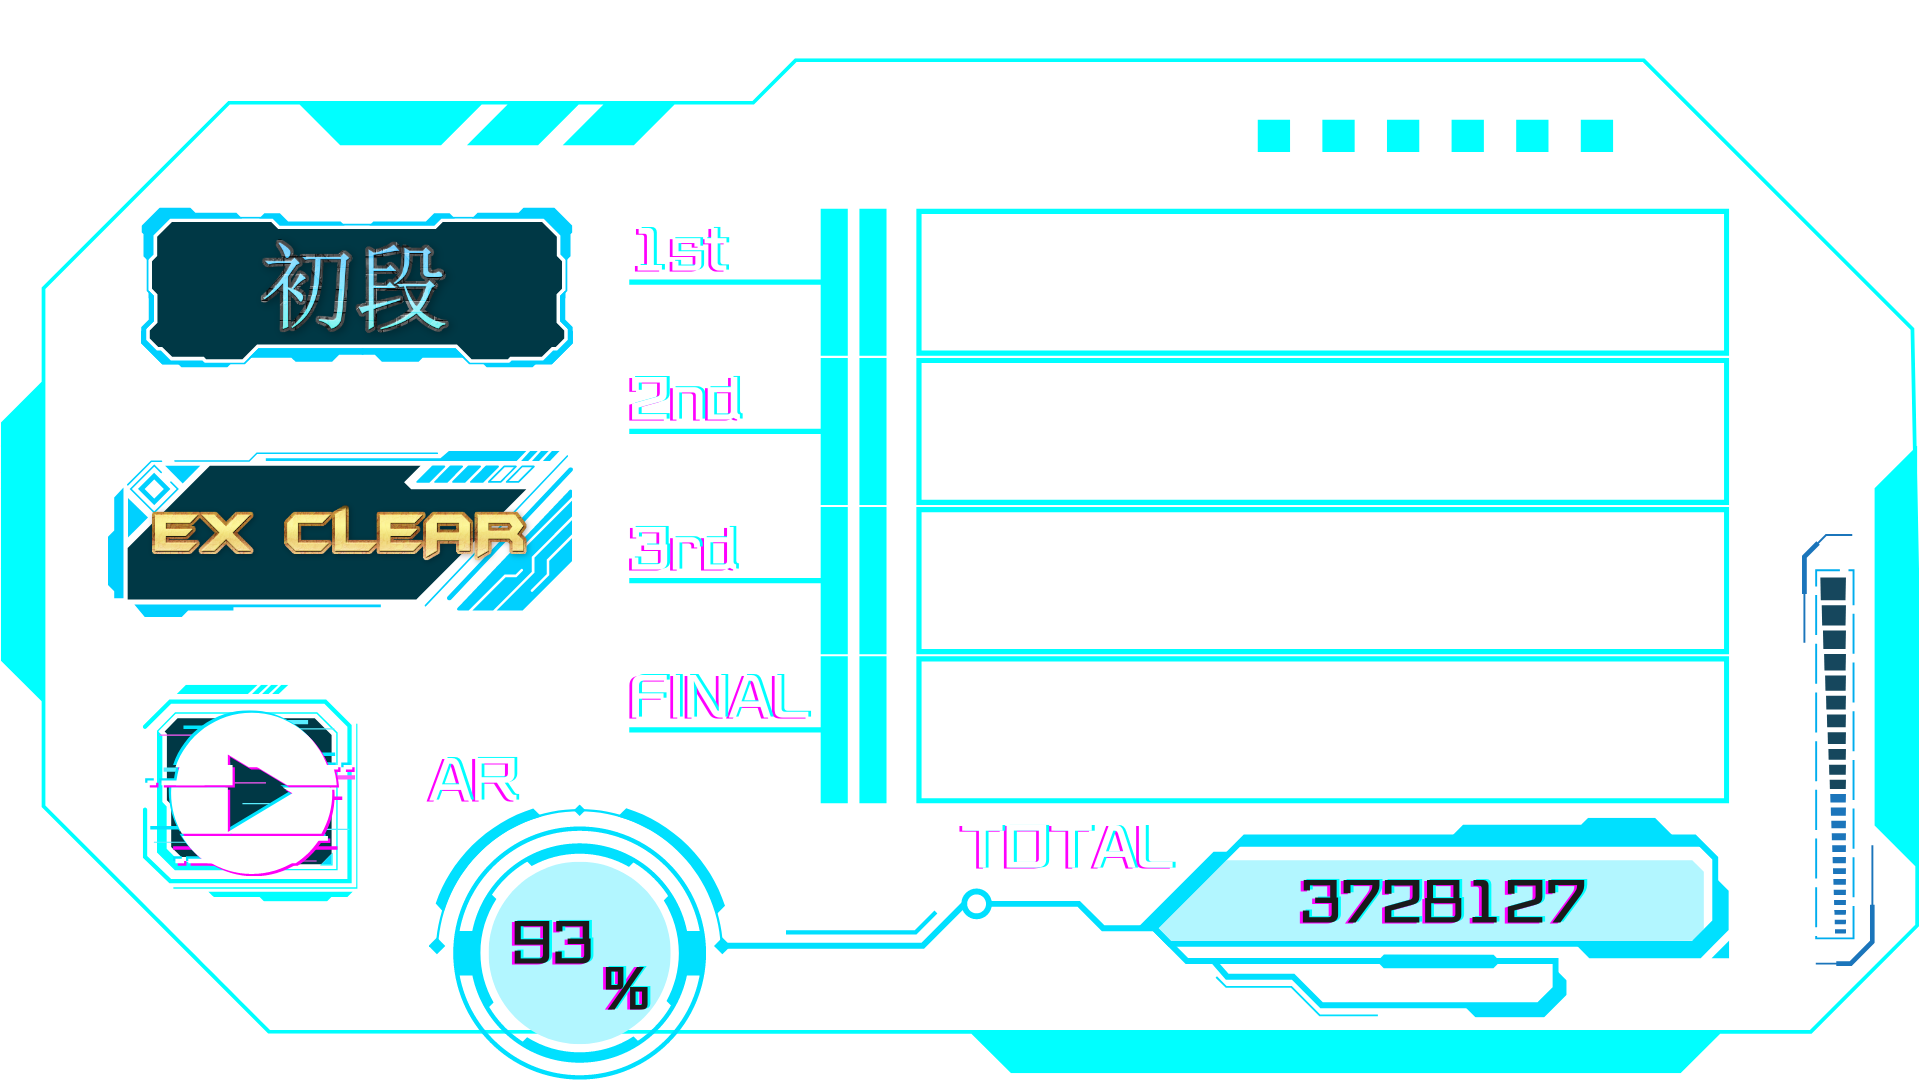 初段
1st
2nd
EX CLEAR
3rd
FINAL
AR
93
%
TOTAL
3728127